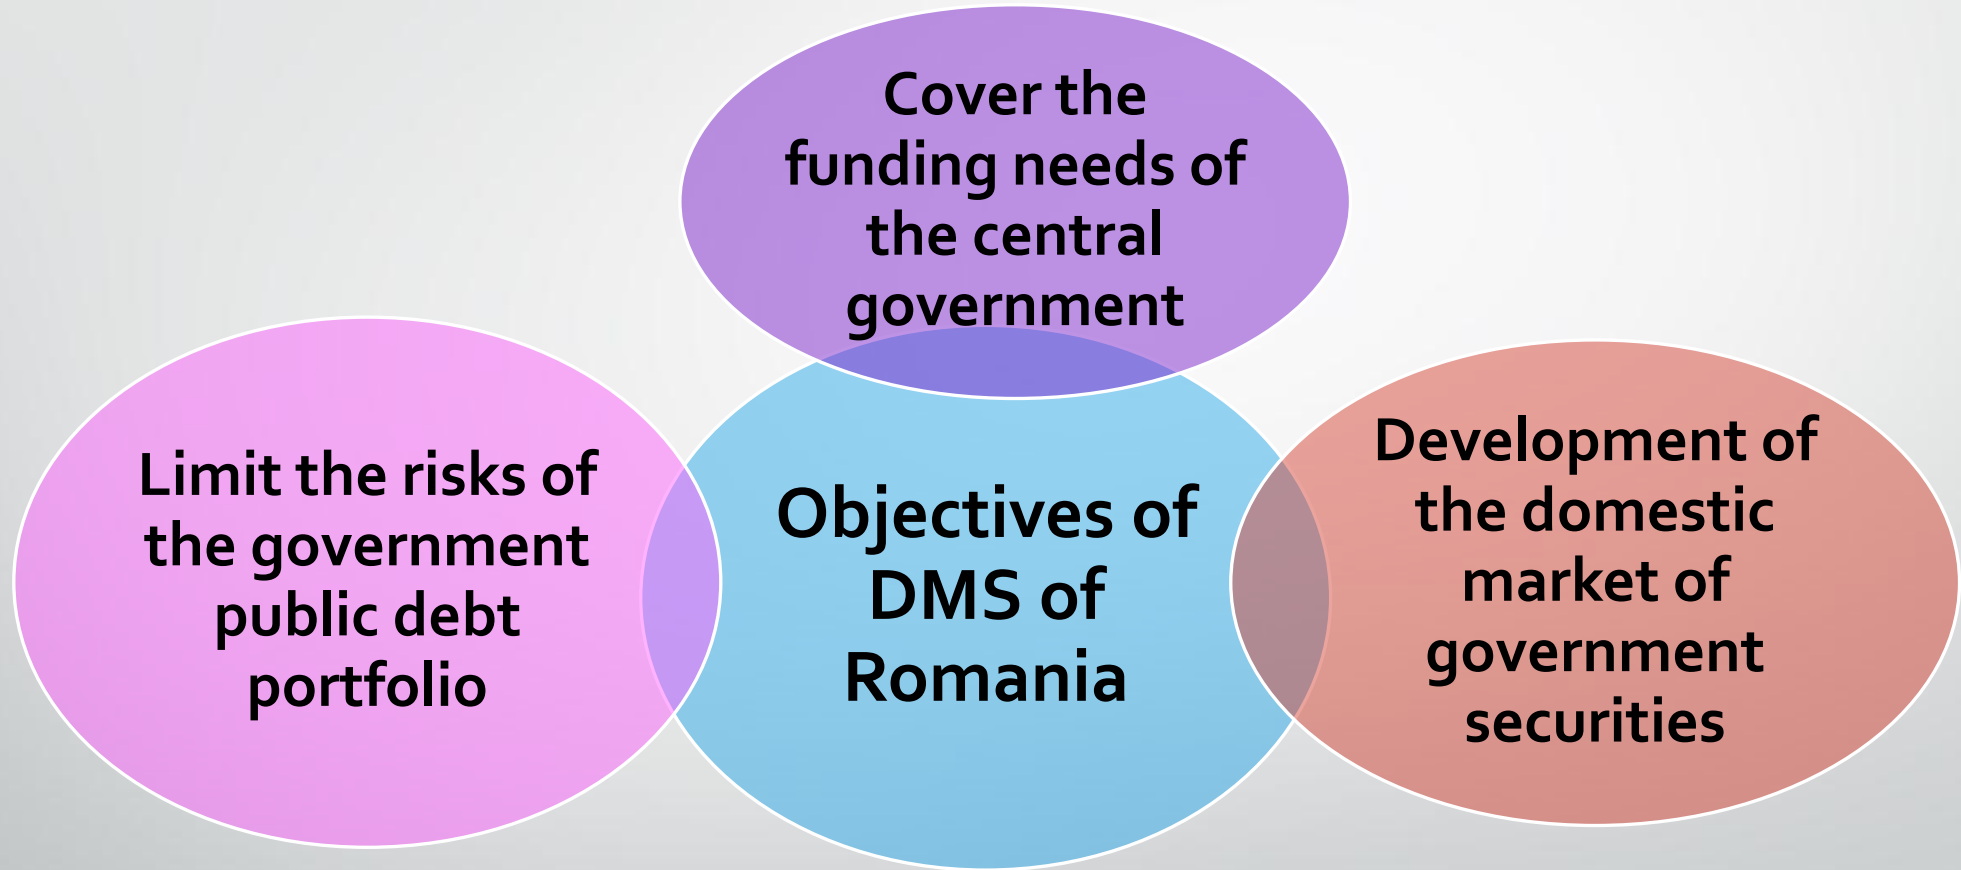 Cover the
funding needs of
the central
government
Limit the risks of
the government
public debt
portfolio
Objectives of
DMS of
Romania
Development of
the domestic
market of
government
securities